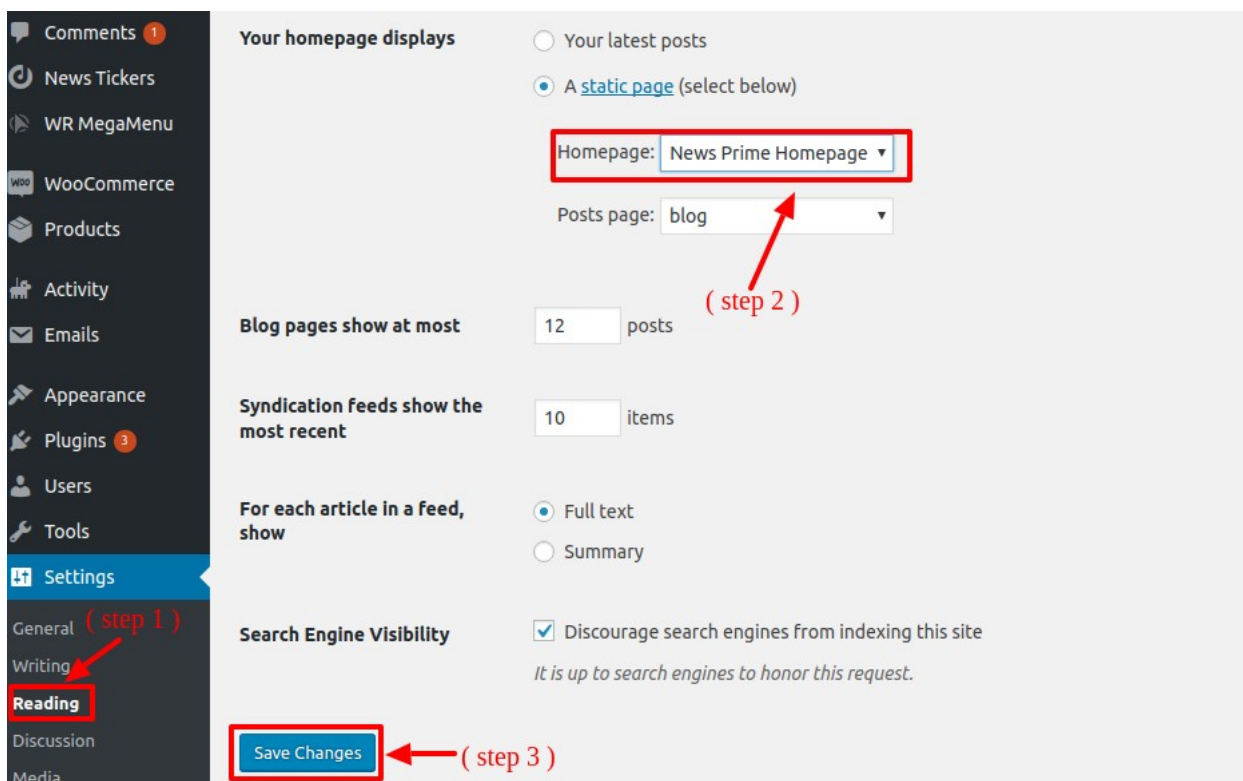 Comments 1
News Tickers
WR MegaMenu
Woo WooCommerce
Products
Activity
Emails
Appearance
Plugins 3
Users
Tools
Settings
General ( step 1 )
Writing
Reading
Discussion
Media
Your homepage displays
Your latest posts
A static page (select below)
Homepage: News Prime Homepage
Posts page: blog
( step 2 )
Blog pages show at most
12 posts
Syndication feeds show the
most recent
10 items
For each article in a feed,
show
Full text
Summary
Search Engine Visibility
Discourage search engines from indexing this site
It is up to search engines to honor this request.
Save Changes ( step 3 )